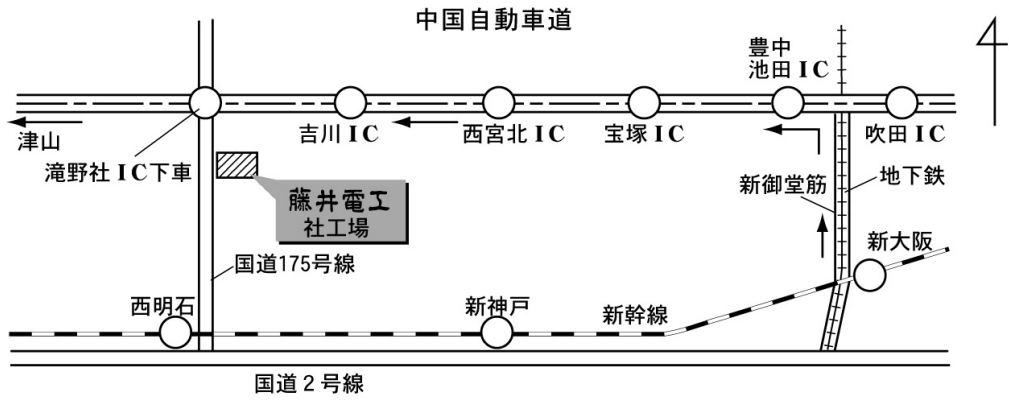 中国自動車道
豊中
池田IC
吉川IC
西宮北IC
宝塚IC
吹田IC
津山
滝野社IC下車
藤井電工
社工場
新御堂筋
地下鉄
新大阪
国道175号線
西明石
新神戸
新幹線
国道2号線